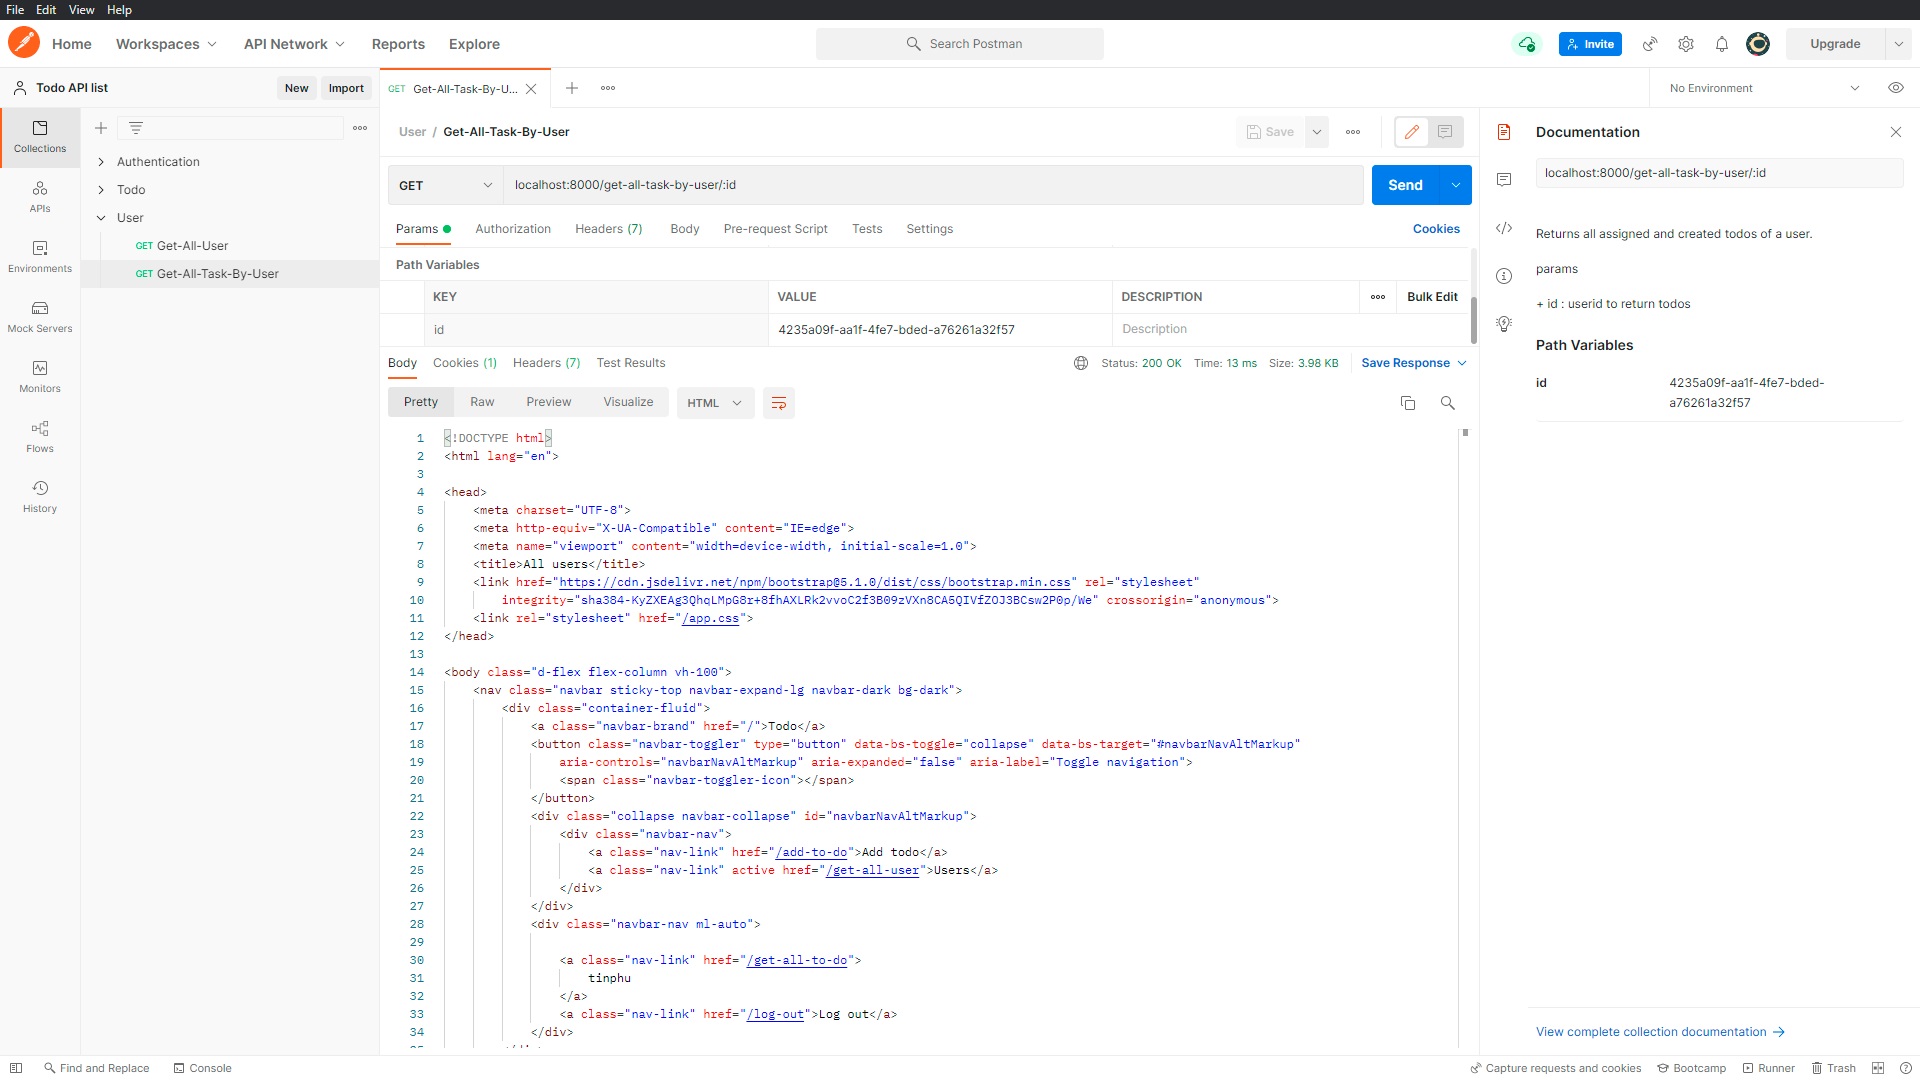 File Edit View Help
Home Workspaces API Network Reports Explore Search Postman Invite Upgrade
Todo API list New Import GET Get-All-Task-By-U... No Environment
Collections
APIs
Environments
Mock Servers
Monitors
Flows
History
Authentication
Todo
User
GET Get-All-User
GET Get-All-Task-By-User
User / Get-All-Task-By-User Save
GET localhost:8000/get-all-task-by-user/:id Send
Params Authorization Headers (7) Body Pre-request Script Tests Settings Cookies
Path Variables
KEY VALUE DESCRIPTION Bulk Edit
id 4235a09f-aa1f-4fe7-bded-a76261a32f57 Description
Body Cookies (1) Headers (7) Test Results Status: 200 OK Time: 13 ms Size: 3.98 KB Save Response
Pretty Raw Preview Visualize HTML
1 <!DOCTYPE html>
2 <html lang="en">
3
4 <head>
5 <meta charset="UTF-8">
6 <meta http-equiv="X-UA-Compatible" content="IE=edge">
7 <meta name="viewport" content="width=device-width, initial-scale=1.0">
8 <title>All users</title>
9 <link href="https://cdn.jsdelivr.net/npm/bootstrap@5.1.0/dist/css/bootstrap.min.css" rel="stylesheet"
10 integrity="sha384-KyZXEAg3QhqLMpG8r+8fhAXLRk2vvoC2f3B09zVXn8CA5QIVfZOJ3BCsw2P0p/We" crossorigin="anonymous">
11 <link rel="stylesheet" href="/app.css">
12 </head>
13
14 <body class="d-flex flex-column vh-100">
15 <nav class="navbar sticky-top navbar-expand-lg navbar-dark bg-dark">
16 <div class="container-fluid">
17 <a class="navbar-brand" href="/">Todo</a>
18 <button class="navbar-toggler" type="button" data-bs-toggle="collapse" data-bs-target="#navbarNavAltMarkup"
19 aria-controls="navbarNavAltMarkup" aria-expanded="false" aria-label="Toggle navigation">
20 <span class="navbar-toggler-icon"></span>
21 </button>
22 <div class="collapse navbar-collapse" id="navbarNavAltMarkup">
23 <div class="navbar-nav">
24 <a class="nav-link" href="/add-to-do">Add todo</a>
25 <a class="nav-link" active href="/get-all-user">Users</a>
26 </div>
27 </div>
28 <div class="navbar-nav ml-auto">
29
30 <a class="nav-link" href="/get-all-to-do">
31 tinphu
32 </a>
33 <a class="nav-link" href="/log-out">Log out</a>
34 </div>
Documentation
localhost:8000/get-all-task-by-user/:id
Returns all assigned and created todos of a user.
params
+ id : userid to return todos
Path Variables
id 4235a09f-aa1f-4fe7-bded-
a76261a32f57
View complete collection documentation →
Find and Replace Console Capture requests and cookies Bootcamp Runner Trash